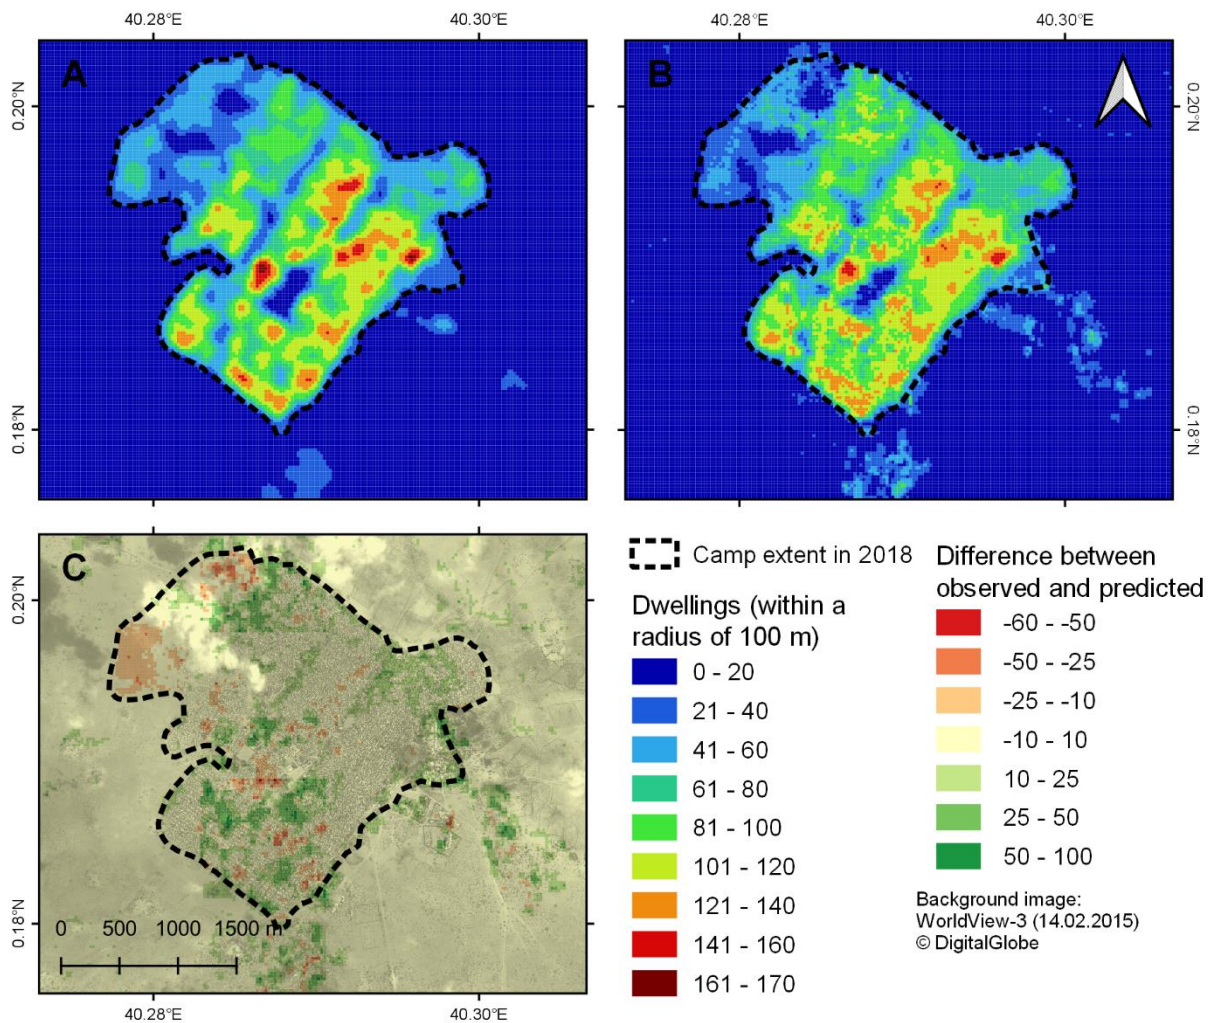 40.28°E
40.30°E
40.28°E
40.30°E
A
B
0.20°N
0.20°N
0.18°N
0.18°N
C
0.20°N
0.18°N
0 500 1000 1500 m
40.28°E
40.30°E
Camp extent in 2018
Dwellings (within a
radius of 100 m)
0 - 20
21 - 40
41 - 60
61 - 80
81 - 100
101 - 120
121 - 140
141 - 160
161 - 170
Difference between
observed and predicted
-60 - -50
-50 - -25
-25 - -10
-10 - 10
10 - 25
25 - 50
50 - 100
Background image:
WorldView-3 (14.02.2015)
© DigitalGlobe